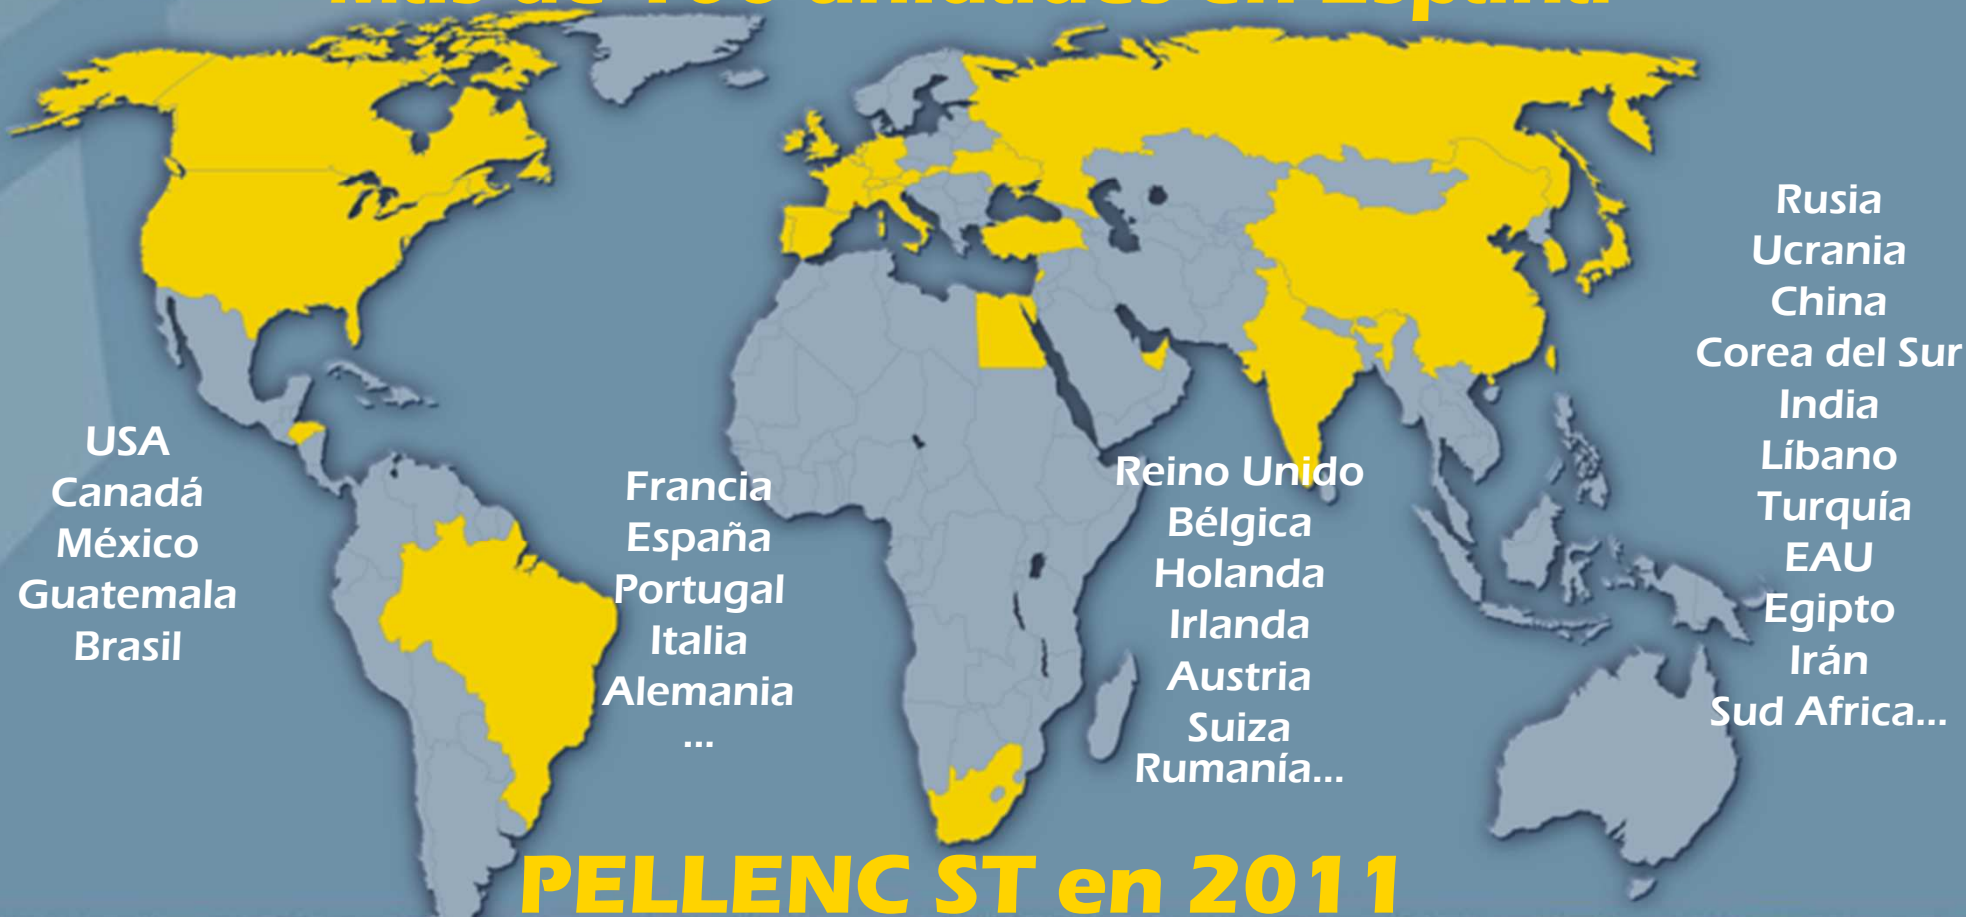 USA
Canadá
México
Guatemala
Brasil
Francia
España
Portugal
Italia
Alemania
...
Reino Unido
Bélgica
Holanda
Irlanda
Austria
Suiza
Rumanía...
Rusia
Ucrania
China
Corea del Sur
India
Líbano
Turquía
EAU
Egipto
Irán
Sud Africa...
PELLENC ST en 2011